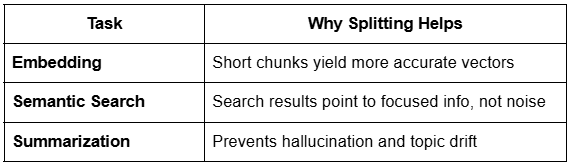 Task Why Splitting Helps
Embedding Short chunks yield more accurate vectors
Semantic Search Search results point to focused info, not noise
Summarization Prevents hallucination and topic drift